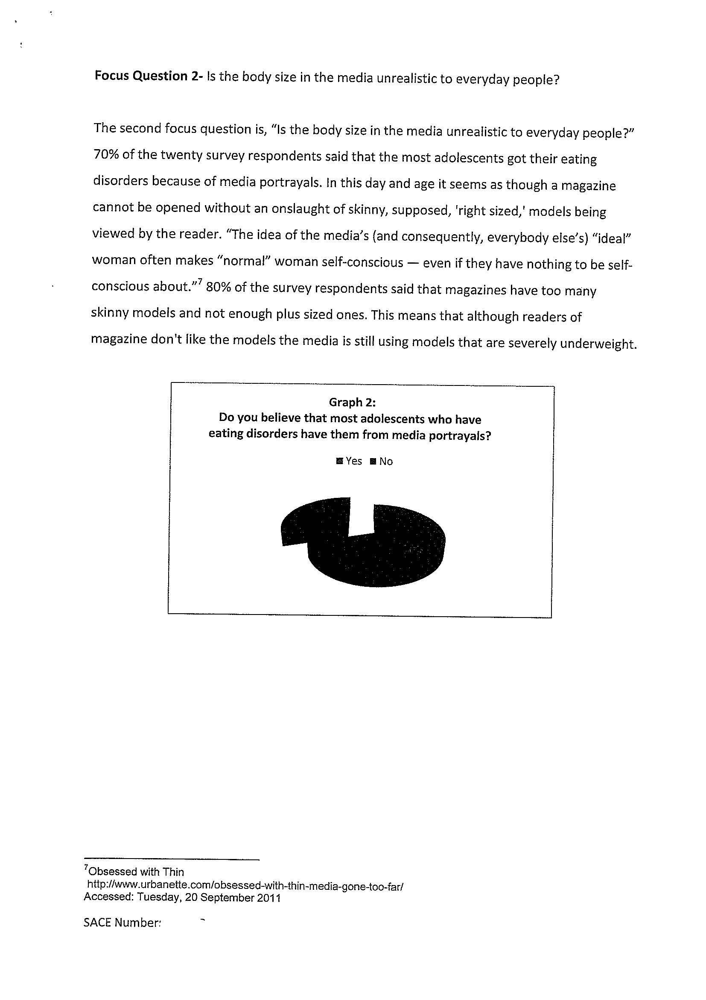 Focus Question 2- Is the body size in the media unrealistic to everyday people?
The second focus question is, “Is the body size in the media unrealistic to everyday people?”
70% of the twenty survey respondents said that the most adolescents got their eating
disorders because of media portrayals. In this day and age it seems as though a magazine
cannot be opened without an onslaught of skinny, supposed, 'right sized,' models being
viewed by the reader. “The idea of the media’s (and consequently, everybody else’s) “ideal”
woman often makes “normal” woman self-conscious — even if they have nothing to be self-
conscious about.”7 80% of the survey respondents said that magazines have too many
skinny models and not enough plus sized ones. This means that although readers of
magazine don't like the models the media is still using models that are severely underweight.
Graph 2:
Do you believe that most adolescents who have
eating disorders have them from media portrayals?
Yes No
7Obsessed with Thin
http://www.urbanette.com/obsessed-with-thin-media-gone-too-far/
Accessed: Tuesday, 20 September 2011
SACE Number: